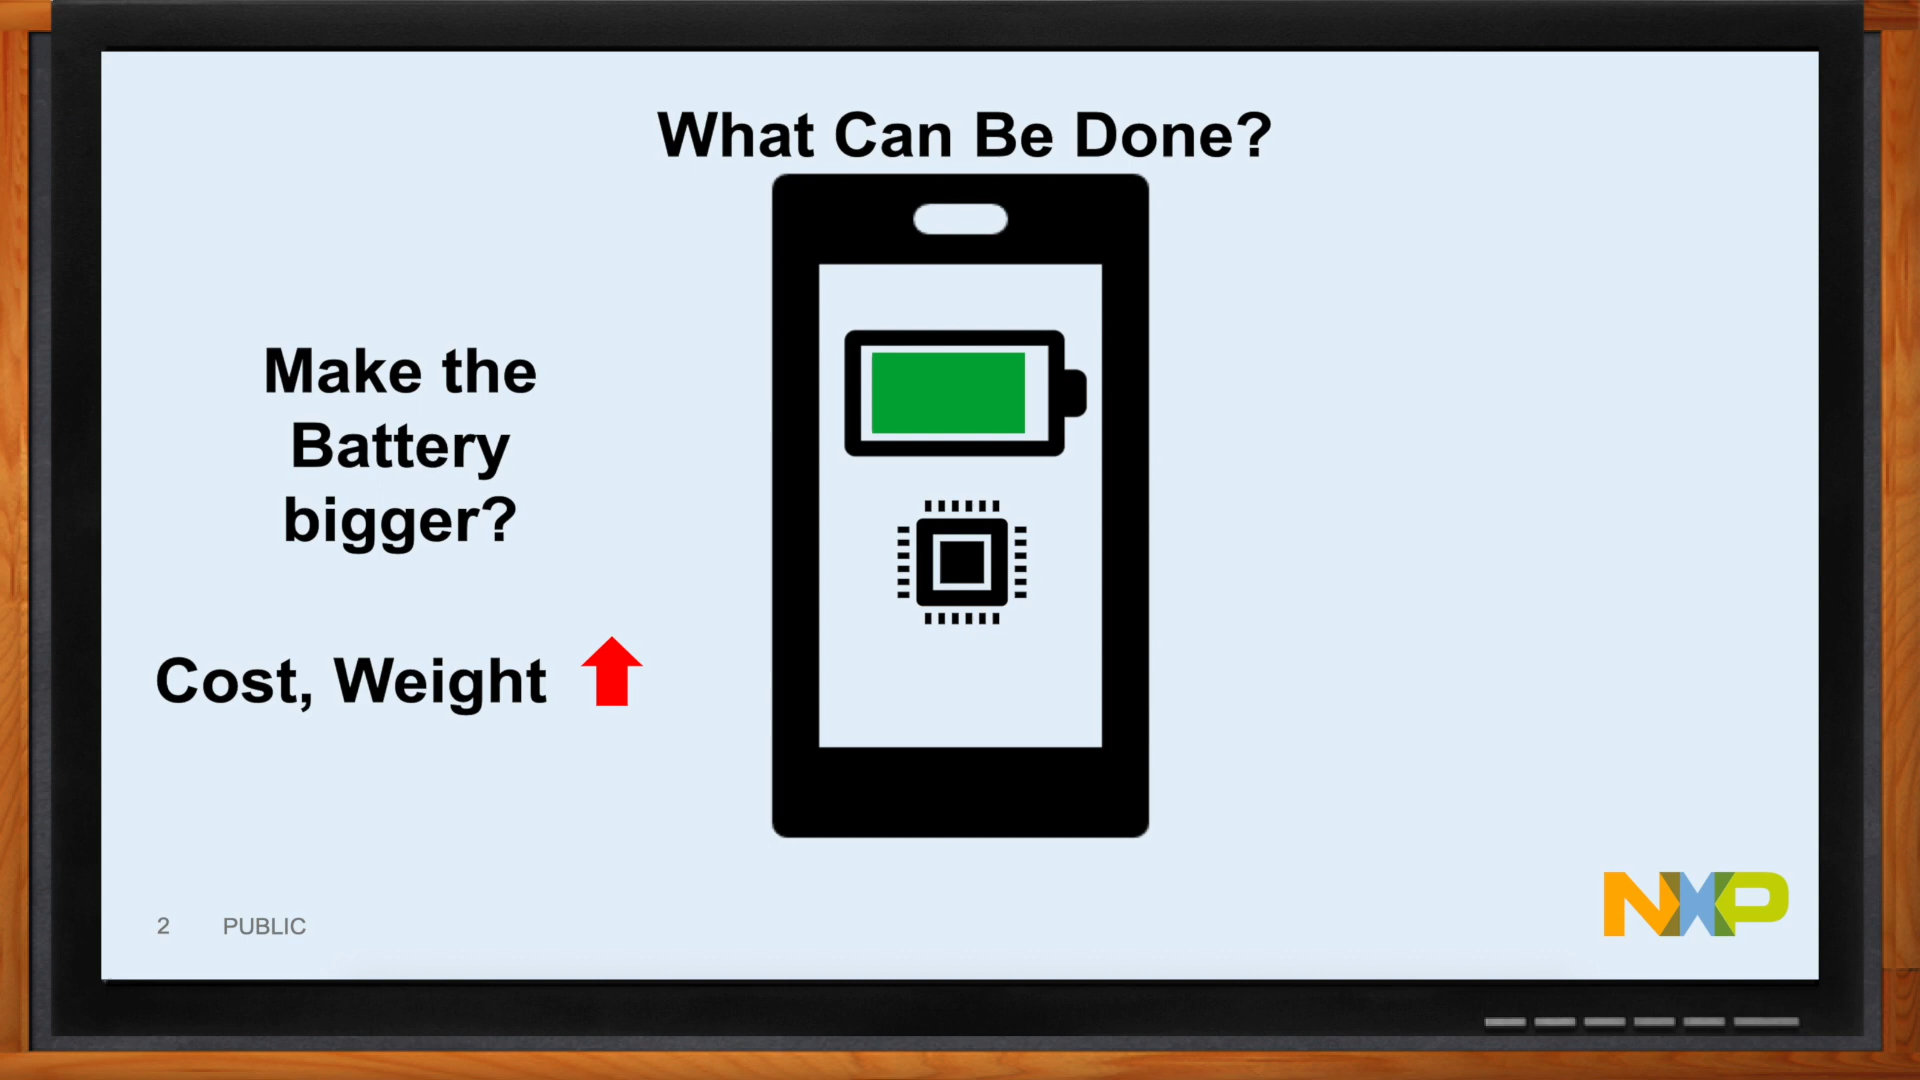 What Can Be Done?
Make the
Battery
bigger?
Cost, Weight
2 PUBLIC
NXP